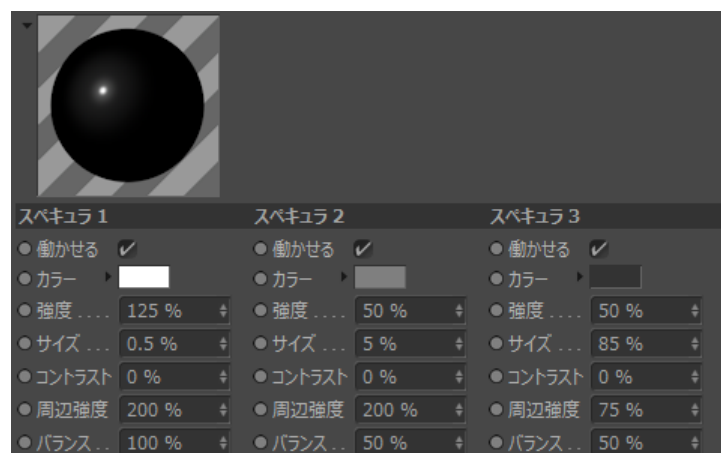 スペキュラ 1 スペキュラ 2 スペキュラ 3
働かせる 働かせる 働かせる
カラー カラー カラー
強度 . . . . 125 % 強度 . . . . 50 % 強度 . . . . 50 %
サイズ . . . 0.5 % サイズ . . . 5 % サイズ . . . 85 %
コントラスト 0 % コントラスト 0 % コントラスト 0 %
周辺強度 200 % 周辺強度 200 % 周辺強度 75 %
バランス . . 100 % バランス . . 50 % バランス . . 50 %